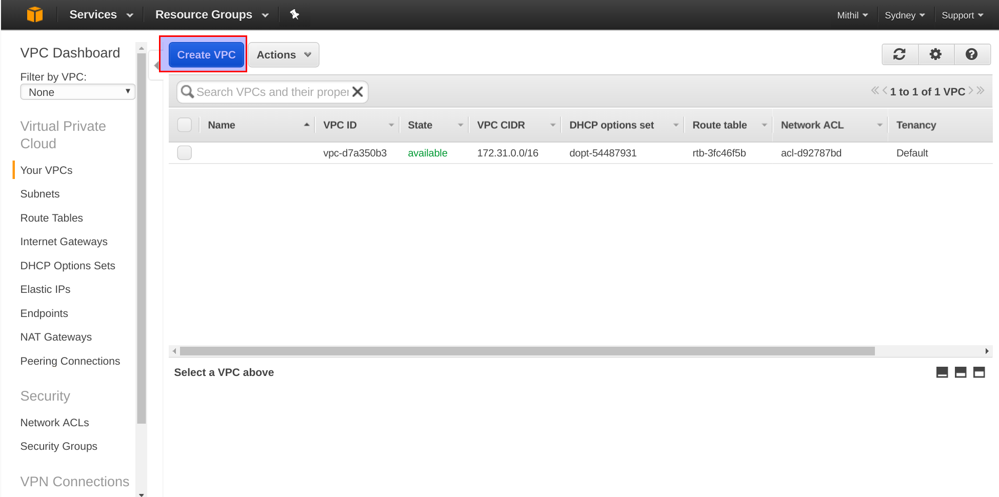 Services Resource Groups Mithil Sydney Support
VPC Dashboard
Filter by VPC:
None
Virtual Private
Cloud
Your VPCs
Subnets
Route Tables
Internet Gateways
DHCP Options Sets
Elastic IPs
Endpoints
NAT Gateways
Peering Connections
Security
Network ACLs
Security Groups
VPN Connections
Create VPC Actions
Search VPCs and their proper 1 to 1 of 1 VPC
Name VPC ID State VPC CIDR DHCP options set Route table Network ACL Tenancy
vpc-d7a350b3 available 172.31.0.0/16 dopt-54487931 rtb-3fc46f5b acl-d92787bd Default
Select a VPC above